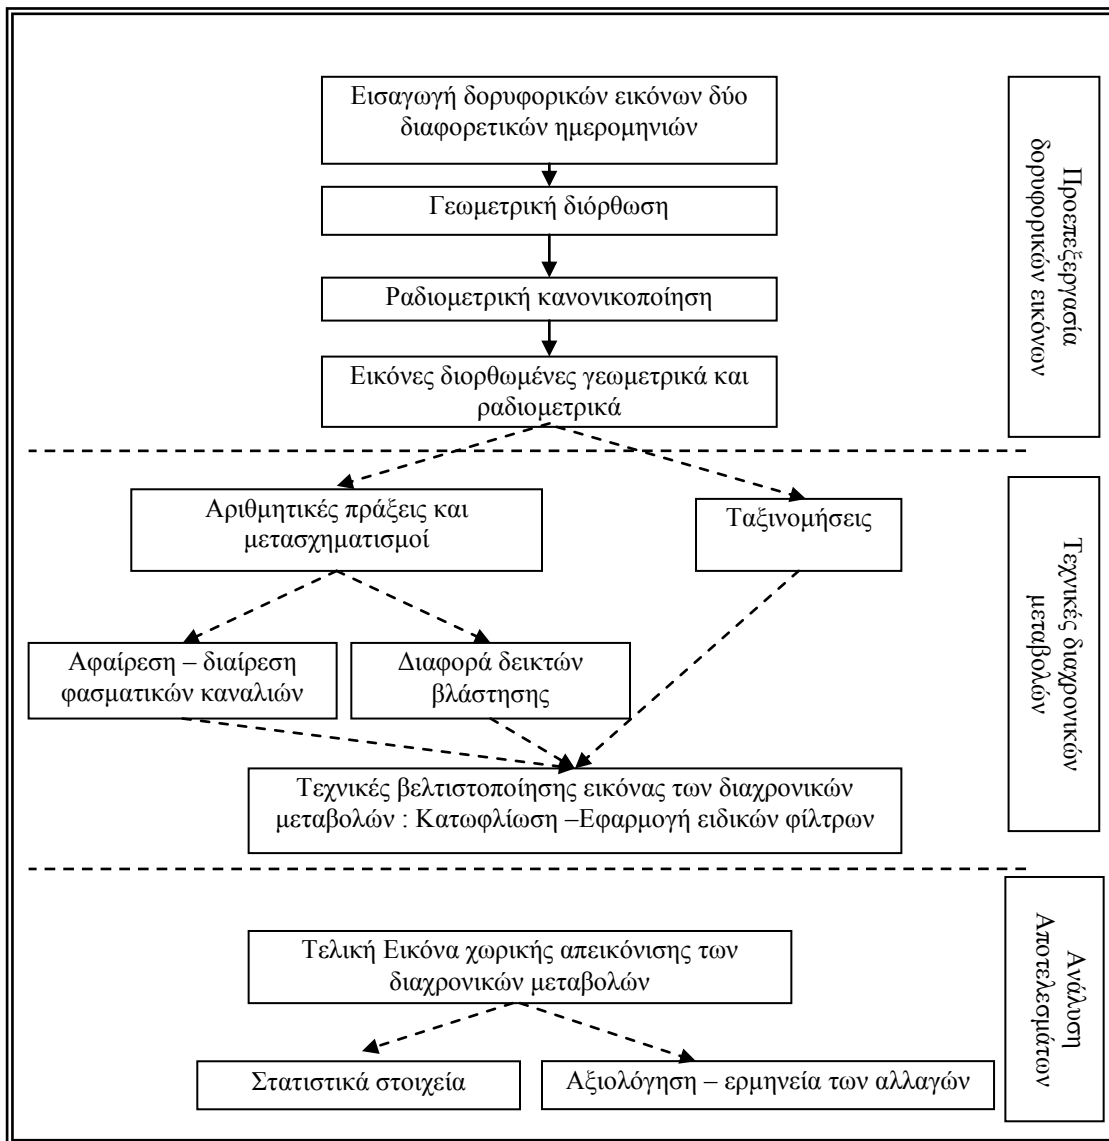 Εισαγωγή δορυφορικών εικόνων δύο
διαφορετικών ημερομηνιών
Γεωμετρική διόρθωση
Ραδιομετρική κανονικοποίηση
Εικόνες διορθωμένες γεωμετρικά και
ραδιομετρικά
Προεπεξεργασία
δορυφορικών εικόνων
Αριθμητικές πράξεις και
μετασχηματισμοί
Ταξινομήσεις
Αφαίρεση – διαίρεση
φασματικών καναλιών
Διαφορά δεικτών
βλάστησης
Τεχνικές βελτιστοποίησης εικόνας των διαχρονικών
μεταβολών : Κατωφλίωση –Εφαρμογή ειδικών φίλτρων
Τεχνικές διαχρονικών
μεταβολών
Τελική Εικόνα χωρικής απεικόνισης των
διαχρονικών μεταβολών
Στατιστικά στοιχεία
Αξιολόγηση – ερμηνεία των αλλαγών
Ανάλυση
Αποτελεσμάτων